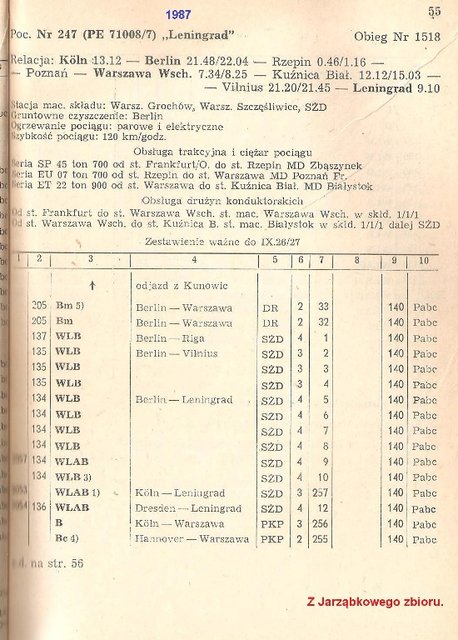 1987
55
Poc. Nr 247 (PE 71008/7) „Leningrad" Obieg Nr 1518
Relacja: Köln 13.12 — Berlin 21.48/22.04 — Rzepin 0.46/1.16 —
— Poznań — Warszawa Wsch. 7.34/8.25 — Kuźnica Biał. 12.12/15.03 —
— Vilnius 21.20/21.45 — Leningrad 9.10
Stacja mac. składu: Warsz. Grochów, Warsz. Szczęśliwice, SŻD
Gruntowne czyszczenie: Berlin
Ogrzewanie pociągu: parowe i elektryczne
Szybkość pociągu: 120 km/godz.
Obsługa trakcyjna i ciężar pociągu
Seria SP 45 ton 700 od st. Frankfurt/O. do st. Rzepin MD Zbąszynek
Seria EU 07 ton 700 od st. Rzepin do st. Warszawa MD Poznań Fr.
Seria ET 22 ton 900 od st. Warszawa do st. Kuźnica Biał. MD Białystok
Obsługa drużyn konduktorskich
Od st. Frankfurt do st. Warszawa Wsch. st. mac. Warszawa Wsch. w skłd. 1/1/1
Od st. Warszawa Wsch. do st. Kuźnica B. st. mac. Białystok w skłd. 1/1/1 dalej SŻD
Zestawienie ważne do IX.26/27
1 2 3 4 5 6 7 8 9 10
↑ odjazd z Kunowic
205 Bm 5) Berlin — Warszawa DR 2 33 140 Pabc
205 Bm Berlin — Warszawa DR 2 32 140 Pabc
137 WLB Berlin — Riga SŻD 4 1 140 Pabc
135 WLB Berlin — Vilnius SŻD 3 2 140 Pabc
135 WLB SŻD 3 3 140 Pabc
135 WLB SŻD 3 4 140 Pabc
134 WLB Berlin — Leningrad SŻD 4 5 140 Pabc
134 WLB SŻD 4 6 140 Pabc
134 WLB SŻD 4 7 140 Pabc
134 WLB SŻD 4 8 140 Pabc
134 WLAB SŻD 4 9 140 Pabc
134 WLB 3) SŻD 4 10 140 Pabc
WLAB 1) Köln — Leningrad SŻD 3 257 140 Pabc
136 WLAB Dresden — Leningrad SŻD 4 12 140 Pabc
B Köln — Warszawa PKP 3 256 140 Pabc
Bc 4) Hannover — Warszawa PKP 2 255 140 Pabc
na str. 56
Z Jarząbkowego zbioru.